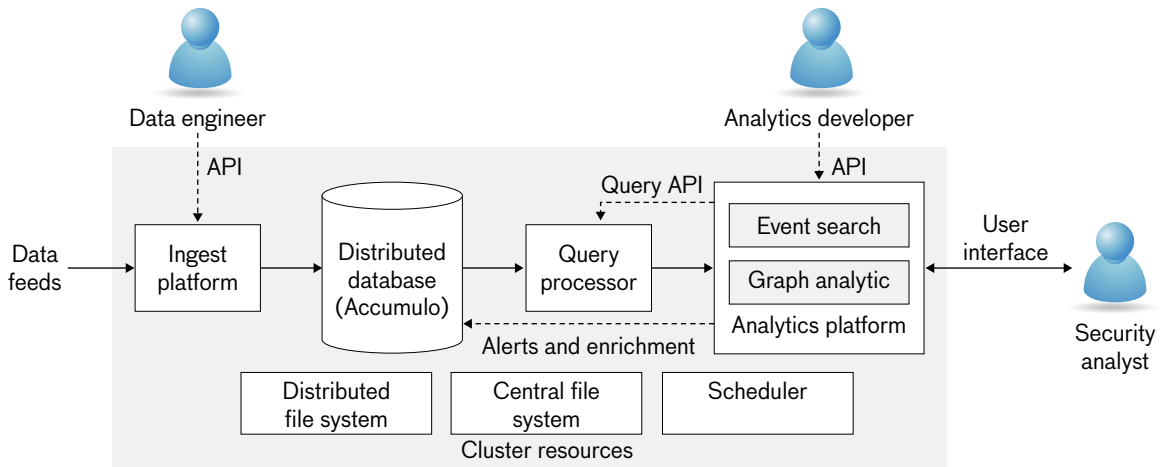 Data engineer
Analytics developer
API
API
Query API
Data
feeds
Ingest
platform
Distributed
database
(Accumulo)
Query
processor
Event search
Graph analytic
Analytics platform
User
interface
Security
analyst
Alerts and enrichment
Distributed
file system
Central file
system
Scheduler
Cluster resources